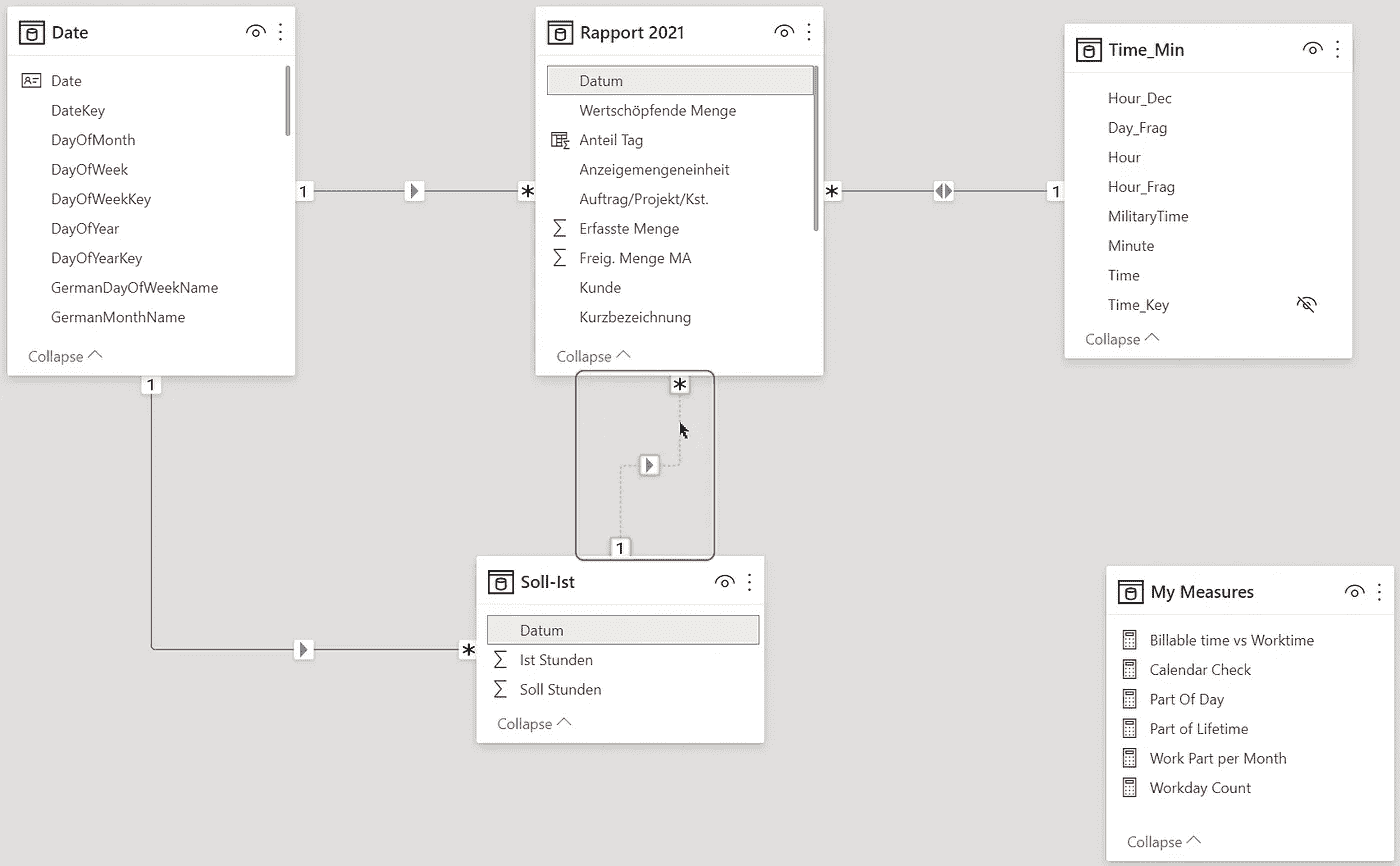 Date
Date
DateKey
DayOfMonth
DayOfWeek
DayOfWeekKey
DayOfYear
DayOfYearKey
GermanDayOfWeekName
GermanMonthName
Collapse
1
*
1
*
Rapport 2021
Datum
Wertschöpfende Menge
Anteil Tag
Anzeigemengeneinheit
Auftrag/Projekt/Kst.
Erfasste Menge
Freig. Menge MA
Kunde
Kurzbezeichnung
Collapse
*
1
*
1
Time_Min
Hour_Dec
Day_Frag
Hour
Hour_Frag
MilitaryTime
Minute
Time
Time_Key
Collapse
Soll-Ist
Datum
Ist Stunden
Soll Stunden
Collapse
My Measures
Billable time vs Worktime
Calendar Check
Part Of Day
Part of Lifetime
Work Part per Month
Workday Count
Collapse